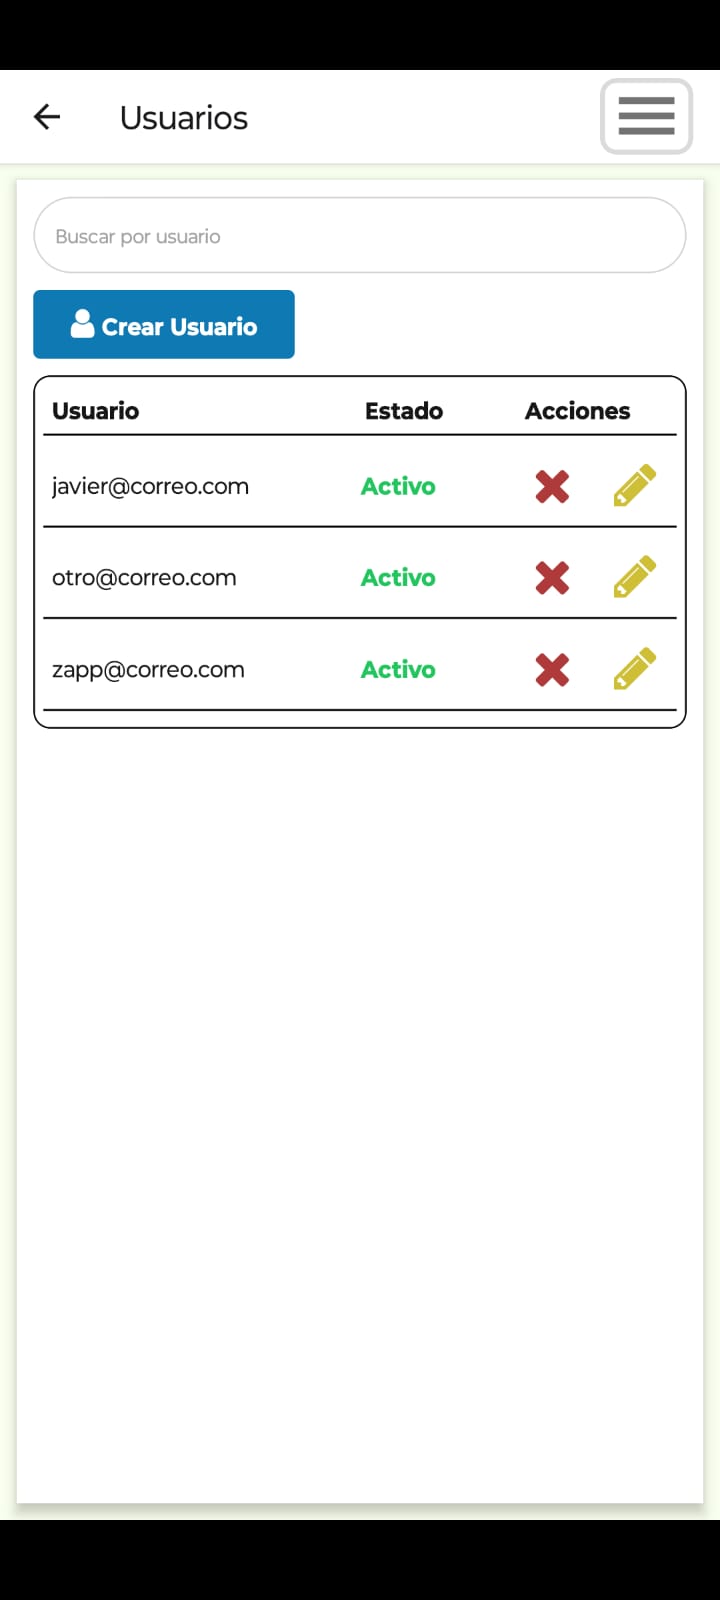 Usuarios
Buscar por usuario
Crear Usuario
Usuario Estado Acciones
javier@correo.com Activo
otro@correo.com Activo
zapp@correo.com Activo